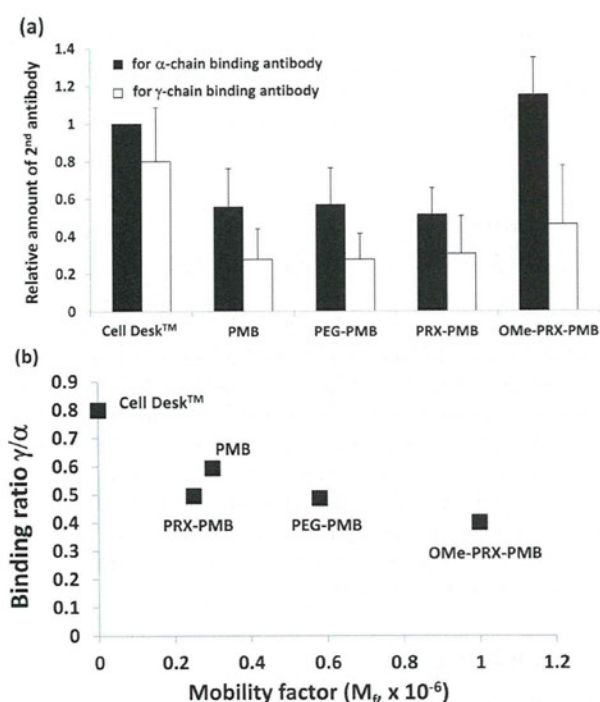 (a)
Relative amount of 2nd antibody
1.4
1.2
1
0.8
0.6
0.4
0.2
0
for α-chain binding antibody
for γ-chain binding antibody
Cell Desk™ PMB PEG-PMB PRX-PMB OMe-PRX-PMB
(b)
Binding ratio γ/α
0.9
0.8
0.7
0.6
0.5
0.4
0.3
0.2
0.1
0
Cell Desk™
PMB
PRX-PMB PEG-PMB
OMe-PRX-PMB
0 0.2 0.4 0.6 0.8 1 1.2
Mobility factor (Mf, x 10-6)